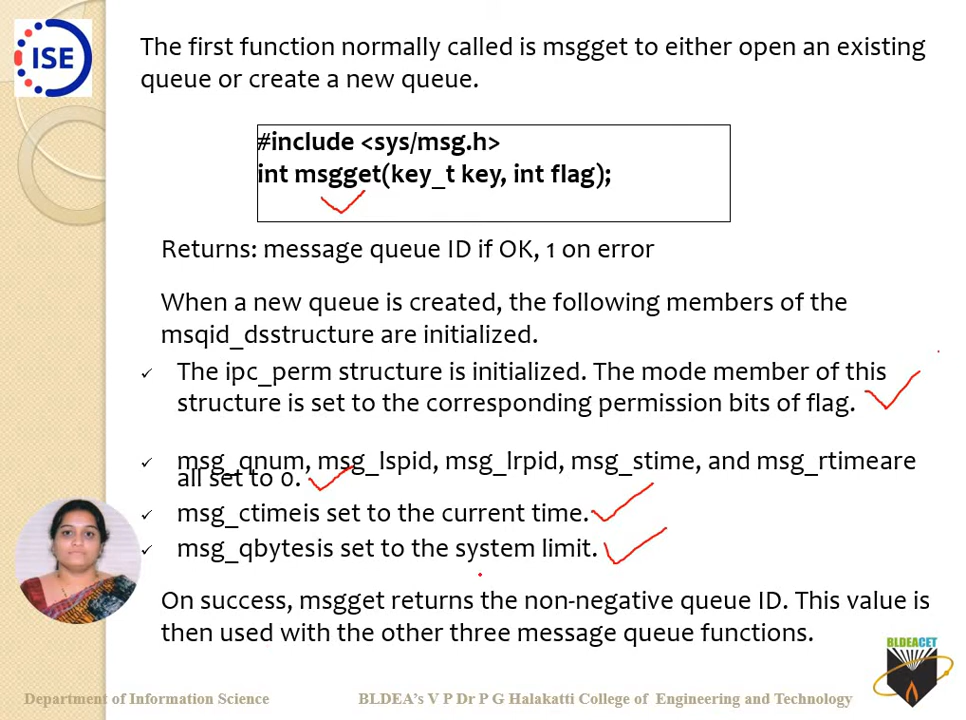 ISE
The first function normally called is msgget to either open an existing
queue or create a new queue.
#include <sys/msg.h>
int msgget(key_t key, int flag);
Returns: message queue ID if OK, 1 on error
When a new queue is created, the following members of the
msqid_dsstructure are initialized.
✓ The ipc_perm structure is initialized. The mode member of this
structure is set to the corresponding permission bits of flag.
✓ msg_qnum, msg_lspid, msg_lrpid, msg_stime, and msg_rtimeare
all set to 0.
✓ msg_ctimeis set to the current time.
✓ msg_qbytesis set to the system limit.
On success, msgget returns the non-negative queue ID. This value is
then used with the other three message queue functions.
BLDEACET
Department of Information Science BLDEA's V P Dr P G Halakatti College of Engineering and Technology